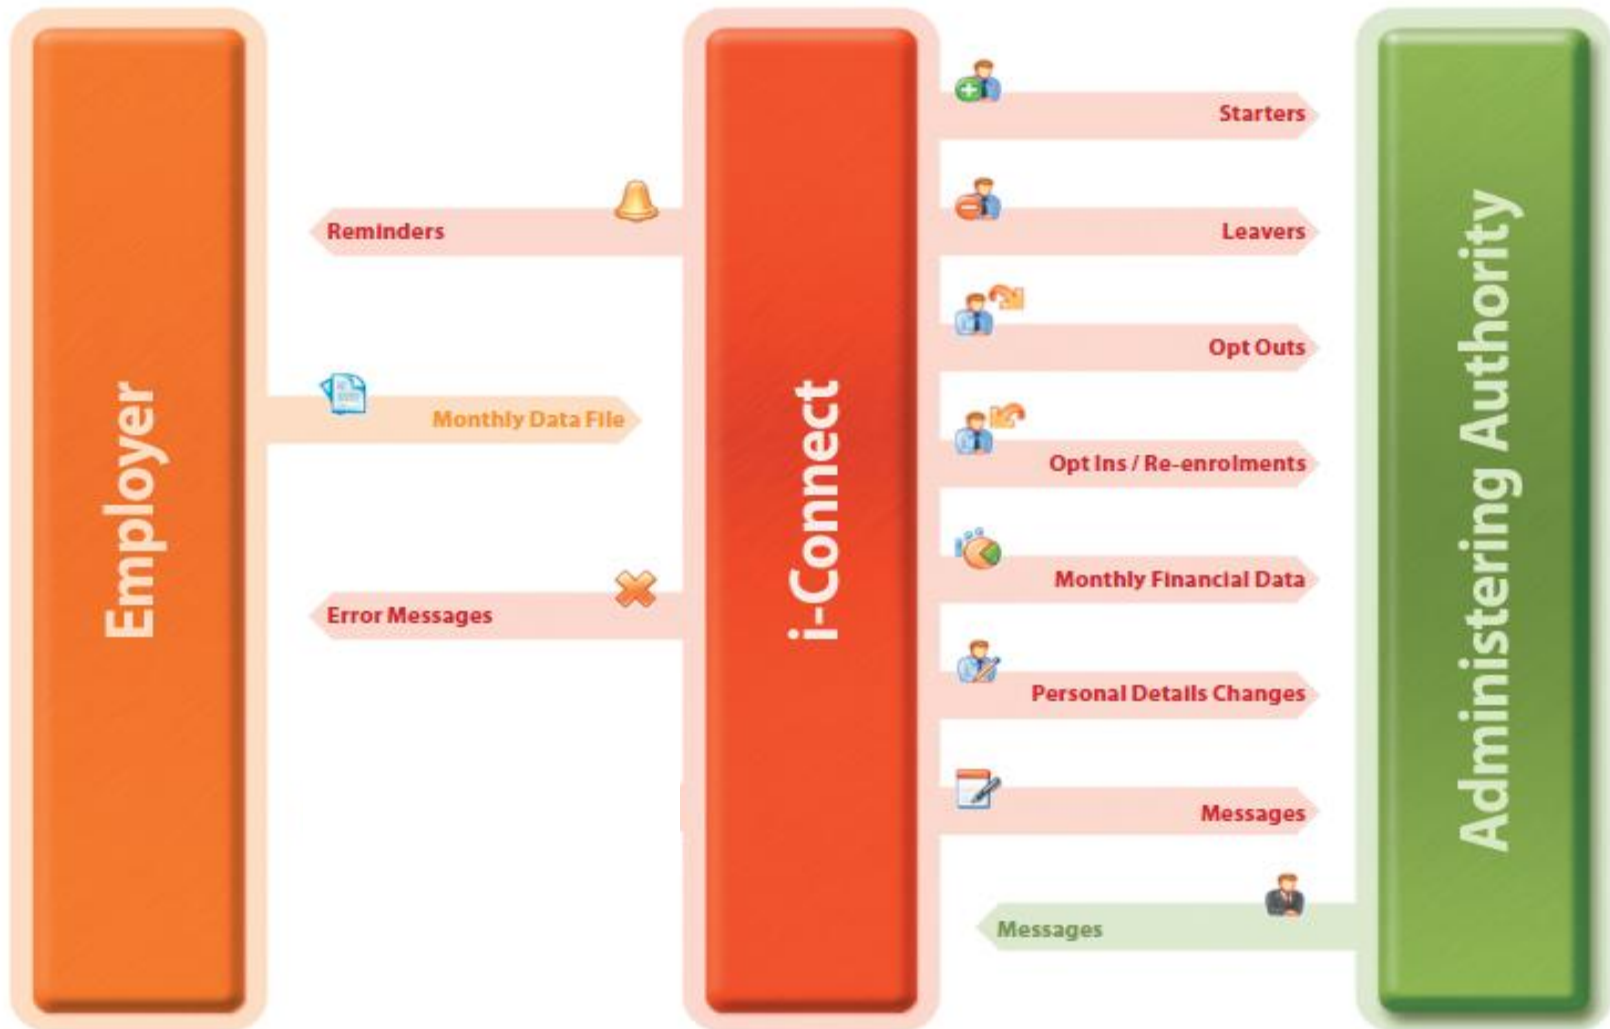 Employer
Reminders
Monthly Data File
Error Messages
i-Connect
Starters
Leavers
Opt Outs
Opt Ins / Re-enrolments
Monthly Financial Data
Personal Details Changes
Messages
Messages
Administering Authority